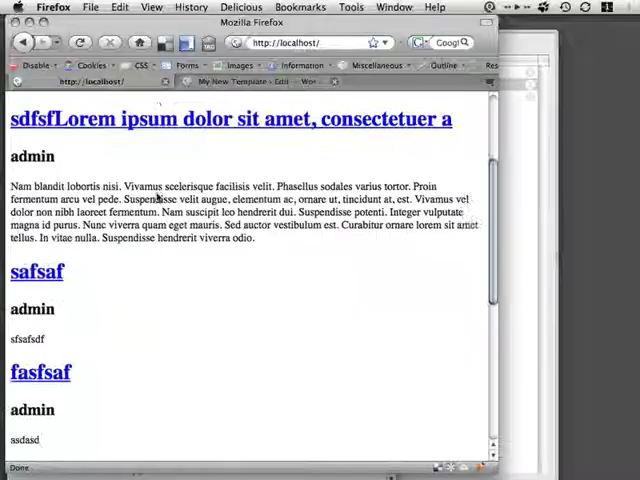 Firefox File Edit View History Delicious Bookmarks Tools Window Help
Mozilla Firefox
http://localhost/
Googl
Disable Cookies CSS Forms Images Information Miscellaneous Outline Res
http://localhost/ My New Template - Edit
sdfsfLorem ipsum dolor sit amet, consectetuer a
admin
Nam blandit lobortis nisi. Vivamus scelerisque facilisis velit. Phasellus sodales varius tortor. Proin
fermentum arcu vel pede. Suspendisse velit augue, elementum ac, ornare ut, tincidunt at, est. Vivamus vel
dolor non nibh laoreet fermentum. Nam suscipit leo hendrerit dui. Suspendisse potenti. Integer vulputate
magna id purus. Nunc viverra quam eget mauris. Sed auctor vestibulum est. Curabitur ornare lorem sit amet
tellus. In vitae nulla. Suspendisse hendrerit viverra odio.
safsaf
admin
sfsafsdf
fasfsaf
admin
asdasd
Done